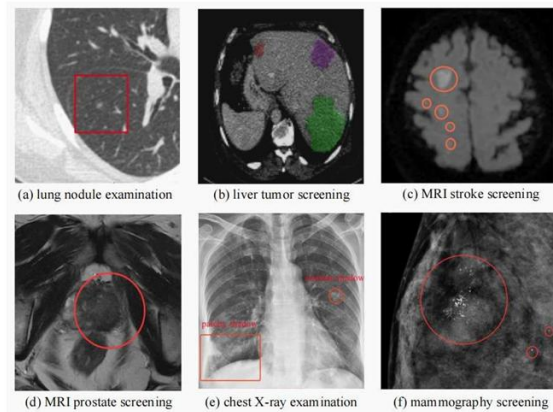 (a) lung nodule examination
(b) liver tumor screening
(c) MRI stroke screening
(d) MRI prostate screening
(e) chest X-ray examination
(f) mammography screening